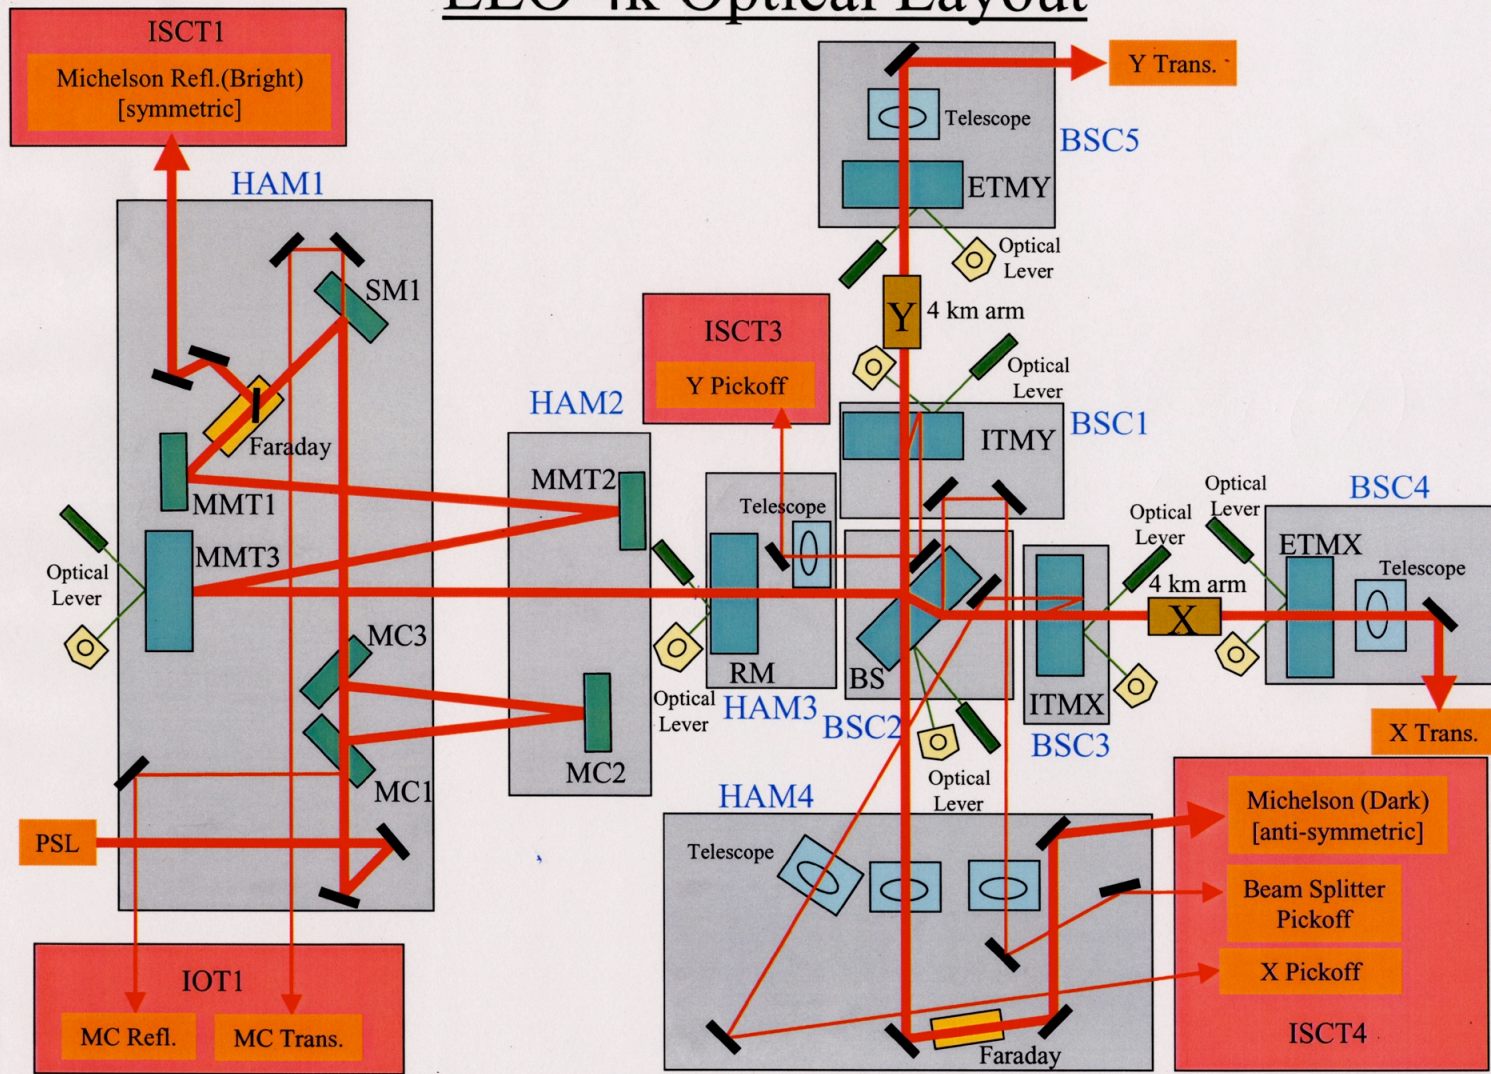 4k Optical Layout
ISCT1
Michelson Refl.(Bright)
[symmetric]
Y Trans.
Telescope
BSC5
ETMY
HAM1
Optical
Lever
SM1
Y
4 km arm
ISCT3
Y Pickoff
Optical
Lever
HAM2
BSC1
ITMY
Faraday
MMT2
MMT1
Telescope
Optical
Lever
BSC4
Optical
Lever
ETMX
MMT3
Optical
Lever
4 km arm
Telescope
X
MC3
RM
BS
Optical
Lever
HAM3
BSC2
ITMX
BSC3
X Trans.
MC2
MC1
Optical
Lever
HAM4
PSL
Telescope
Michelson (Dark)
[anti-symmetric]
Beam Splitter
Pickoff
X Pickoff
IOT1
MC Refl.
MC Trans.
Faraday
ISCT4